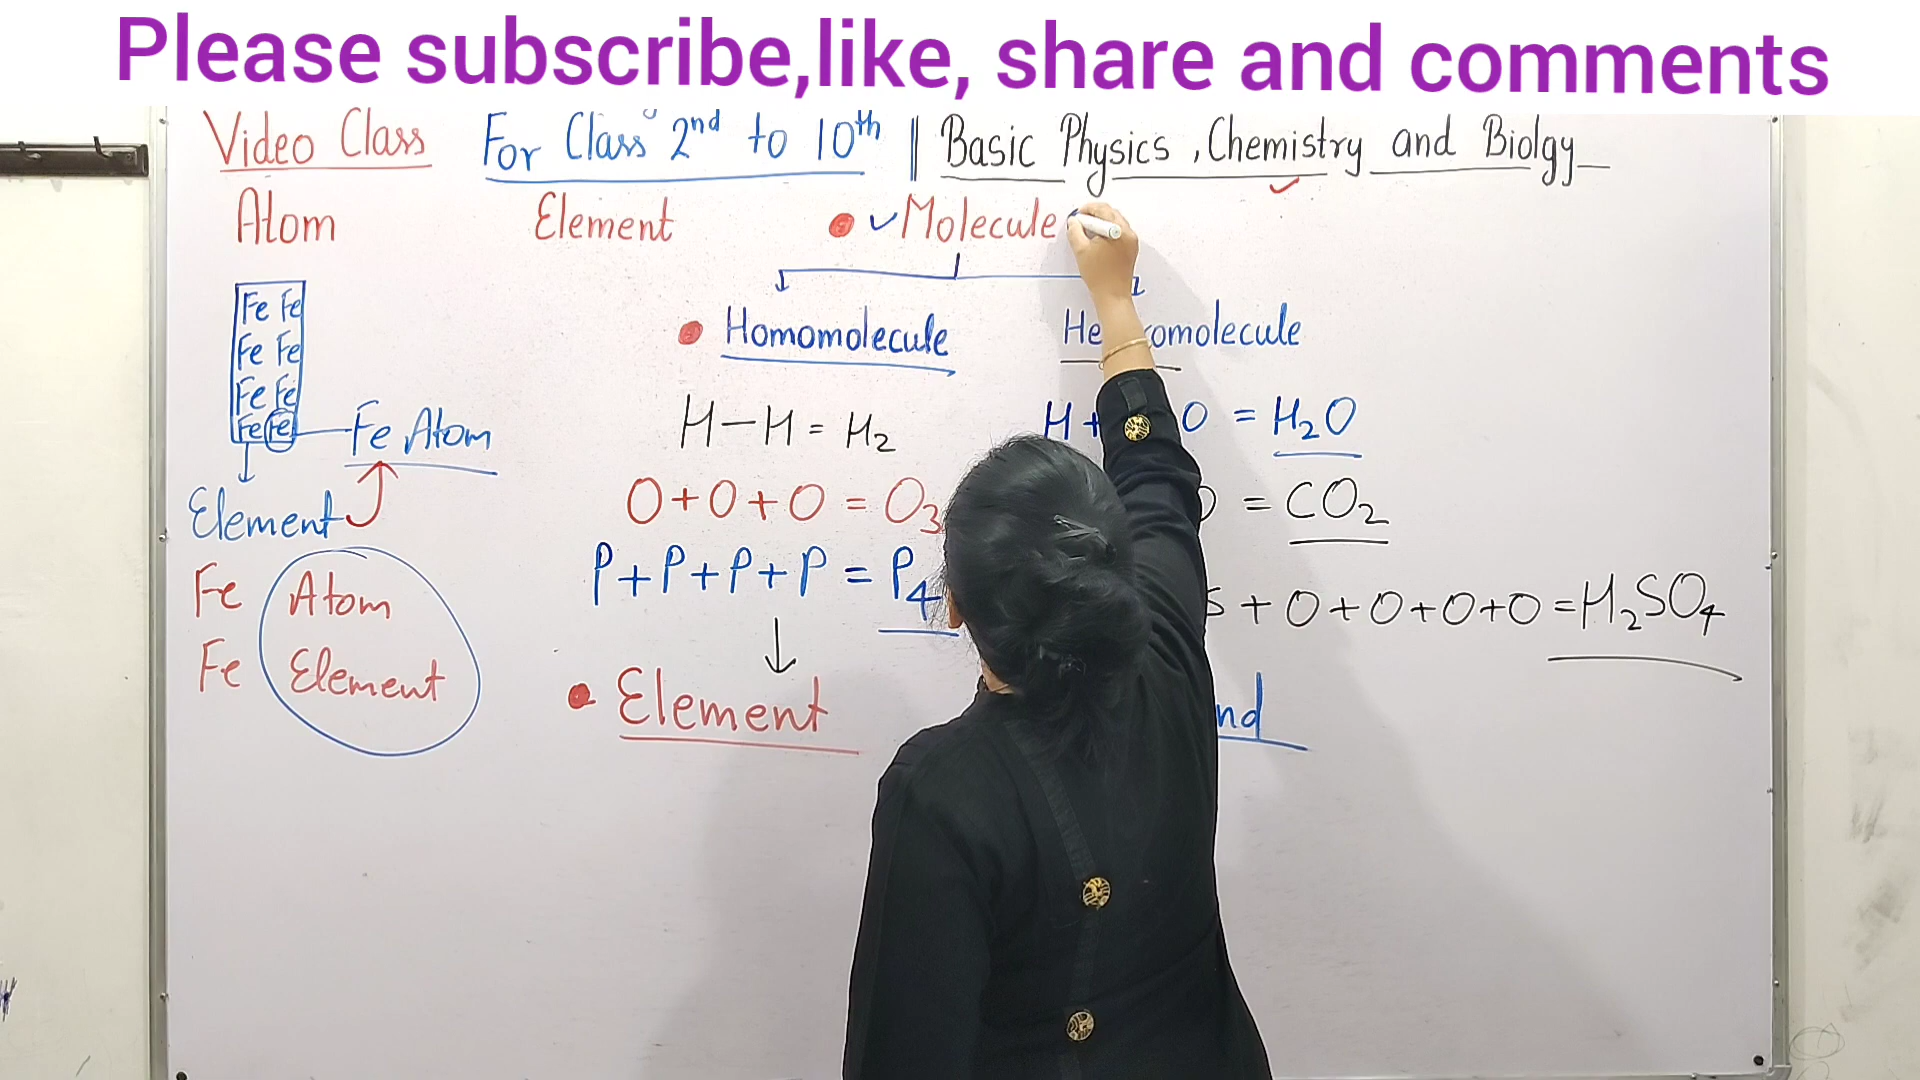 Please subscribe,like, share and comments
Video Class For Class 2nd to 10th || Basic Physics, Chemistry and Biolgy
Atom Element Molecule
Fe Fe
Fe Fe
Fe Fe
Fe Fe Fe Atom
Element
Fe Atom
Fe Element
Homomolecule
H–H = H₂
O+O+O = O₃
P+P+P+P = P₄
↓
Element
He omolecule
H+ O = H₂O
= CO₂
S+O+O+O+O = H₂SO₄
nd